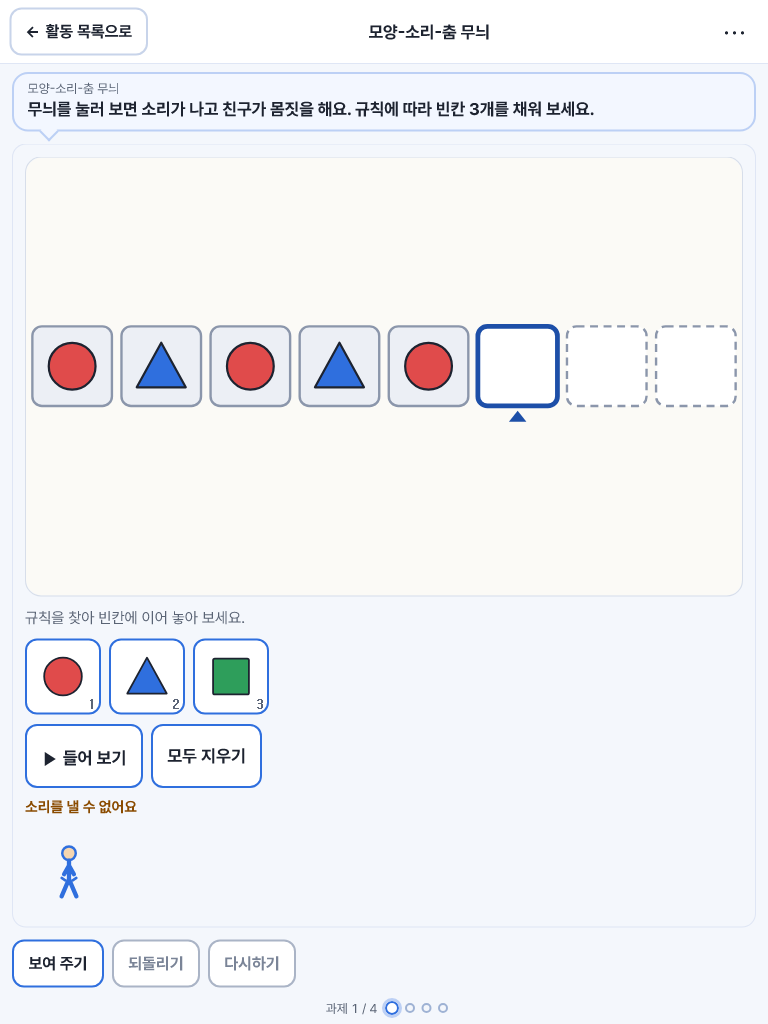 ← 활동 목록으로
모양-소리-춤 무늬
...
모양-소리-춤 무늬
무늬를 눌러 보면 소리가 나고 친구가 몸짓을 해요. 규칙에 따라 빈칸 3개를 채워 보세요.
규칙을 찾아 빈칸에 이어 놓아 보세요.
1
2
3
▶ 들어 보기
모두 지우기
소리를 낼 수 없어요
보여 주기
되돌리기
다시하기
과제 1 / 4